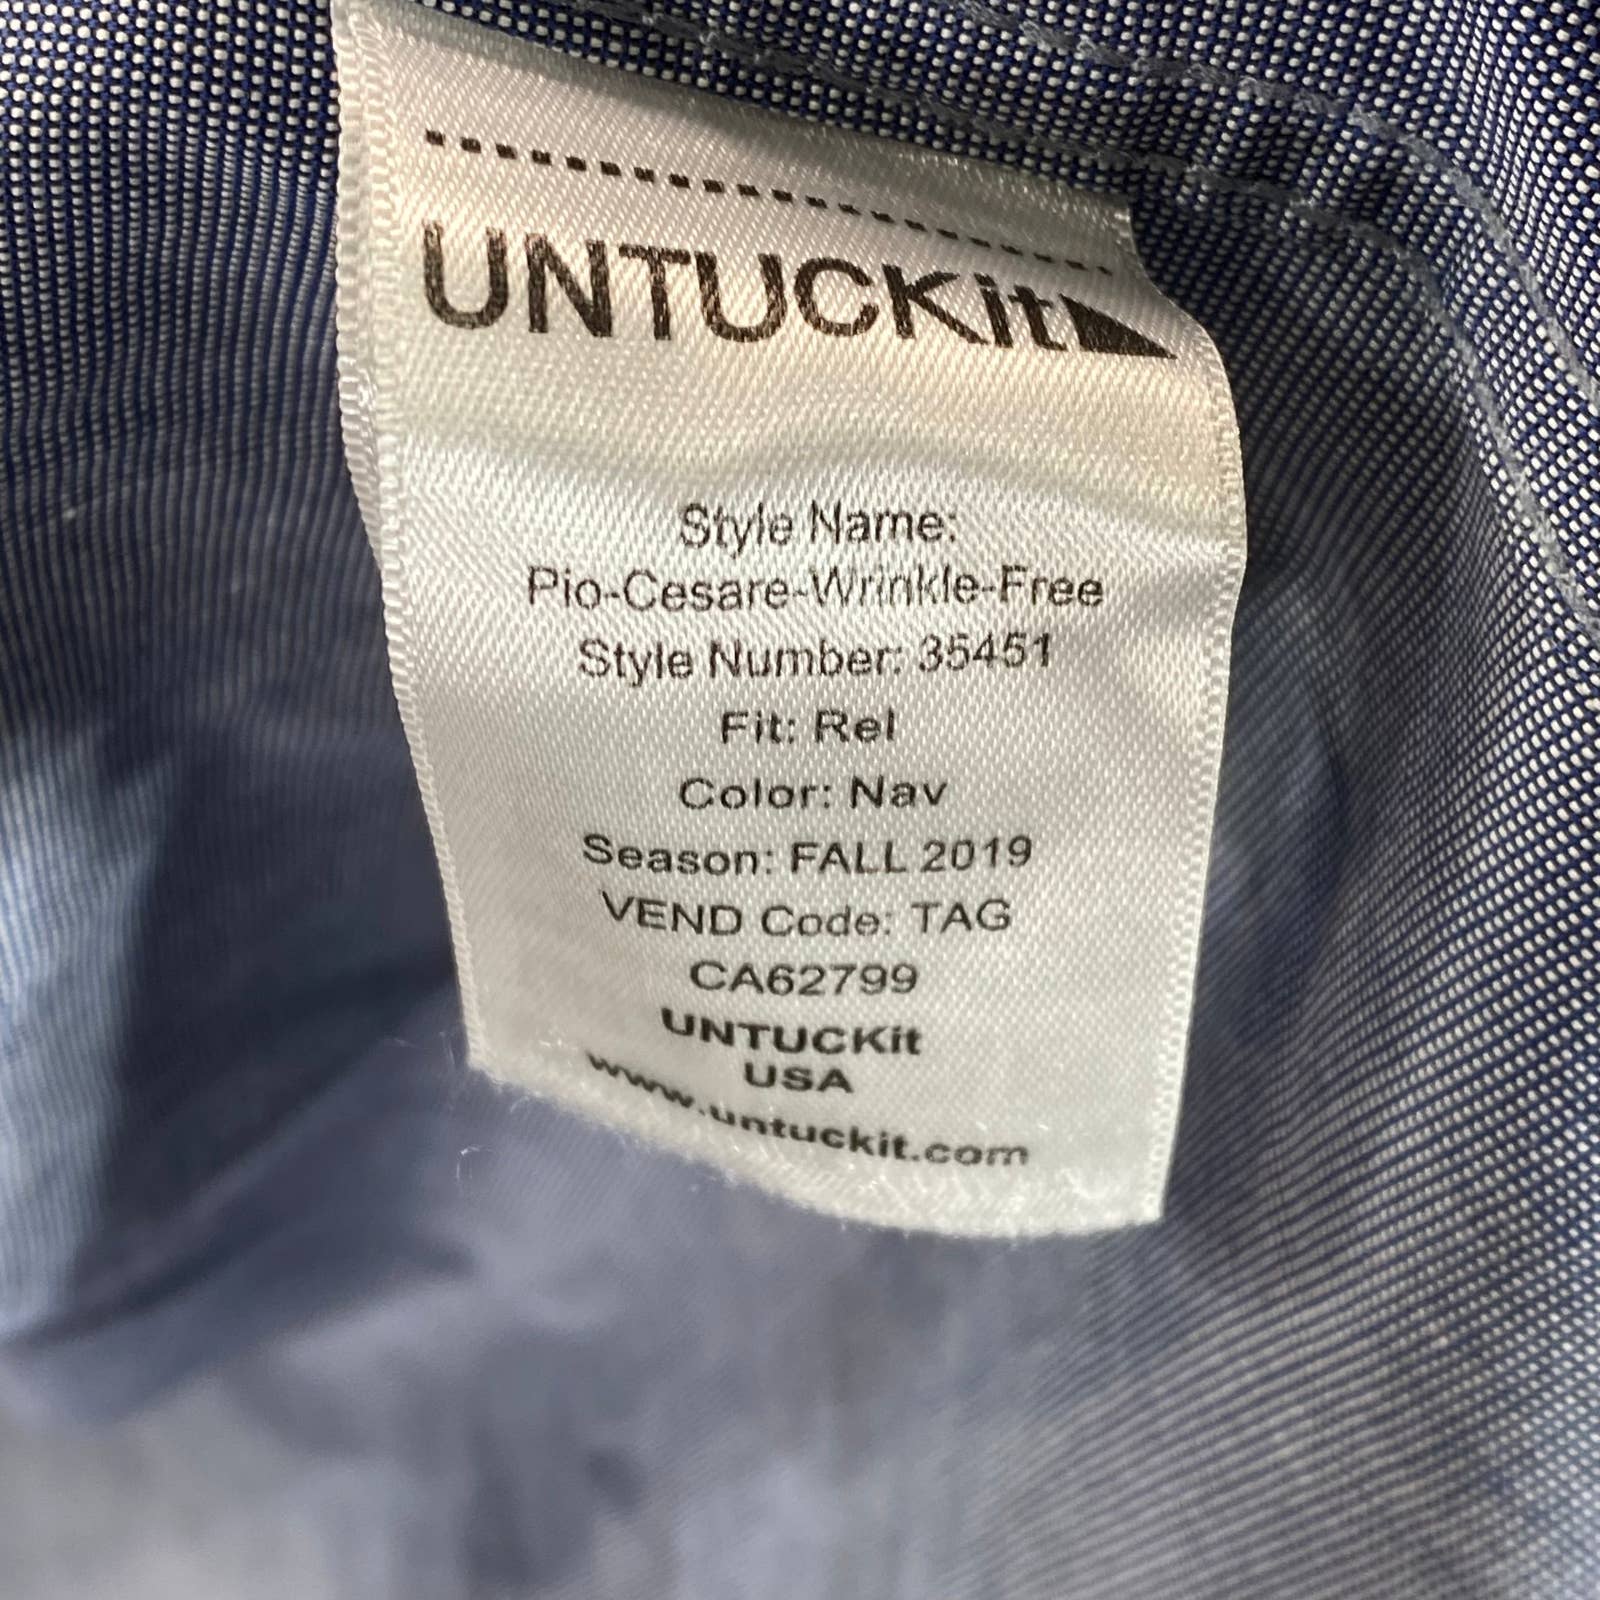 UNTUCKit
Style Name:
Pio-Cesare-Wrinkle-Free
Style Number: 35451
Fit: Rel
Color: Nav
Season: FALL 2019
VEND Code: TAG
CA62799
UNTUCKit
USA
www.untuckit.com